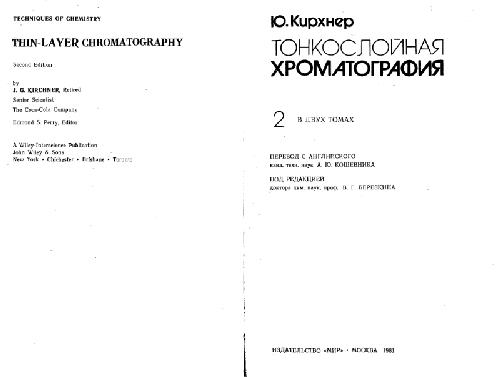 TECHNIQUES OF CHEMISTRY
THIN-LAYER CHROMATOGRAPHY
Second Edition
by
J. G. KIRCHNER, Retired
Senior Scientist
The Coca-Cola Company
Edmond S. Perry, Editor
A Wiley-Interscience Publication
John Wiley & Sons
New York · Chichester · Brisbane · Toronto
Ю. Кирхнер
ТОНКОСЛОЙНАЯ
ХРОМАТОГРАФИЯ
2 В ДВУХ ТОМАХ
ПЕРЕВОД С АНГЛИЙСКОГО
канд. техн. наук А. Ю. КОШЕВНИКА
ПОД РЕДАКЦИЕЙ
доктора хим. наук, проф. В. Г. БЕРЕЗКИНА
ИЗДАТЕЛЬСТВО «МИР» · МОСКВА 1981